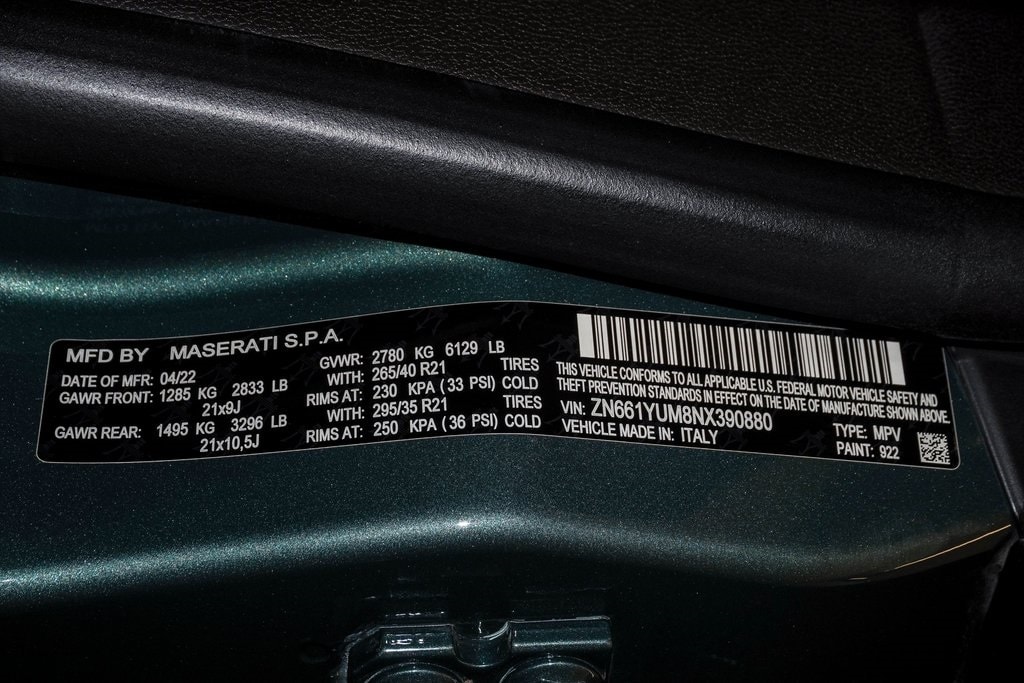 MFD BY MASERATI S.P.A.
DATE OF MFR: 04/22 GVWR: 2780 KG 6129 LB
GAWR FRONT: 1285 KG 2833 LB WITH: 265/40 R21 TIRES
21x9J RIMS AT: 230 KPA (33 PSI) COLD
GAWR REAR: 1495 KG 3296 LB WITH: 295/35 R21 TIRES
21x10,5J RIMS AT: 250 KPA (36 PSI) COLD
THIS VEHICLE CONFORMS TO ALL APPLICABLE U.S. FEDERAL MOTOR VEHICLE SAFETY AND
THEFT PREVENTION STANDARDS IN EFFECT ON THE DATE OF MANUFACTURE SHOWN ABOVE.
VIN: ZN661YUM8NX390880
VEHICLE MADE IN: ITALY
TYPE: MPV
PAINT: 922